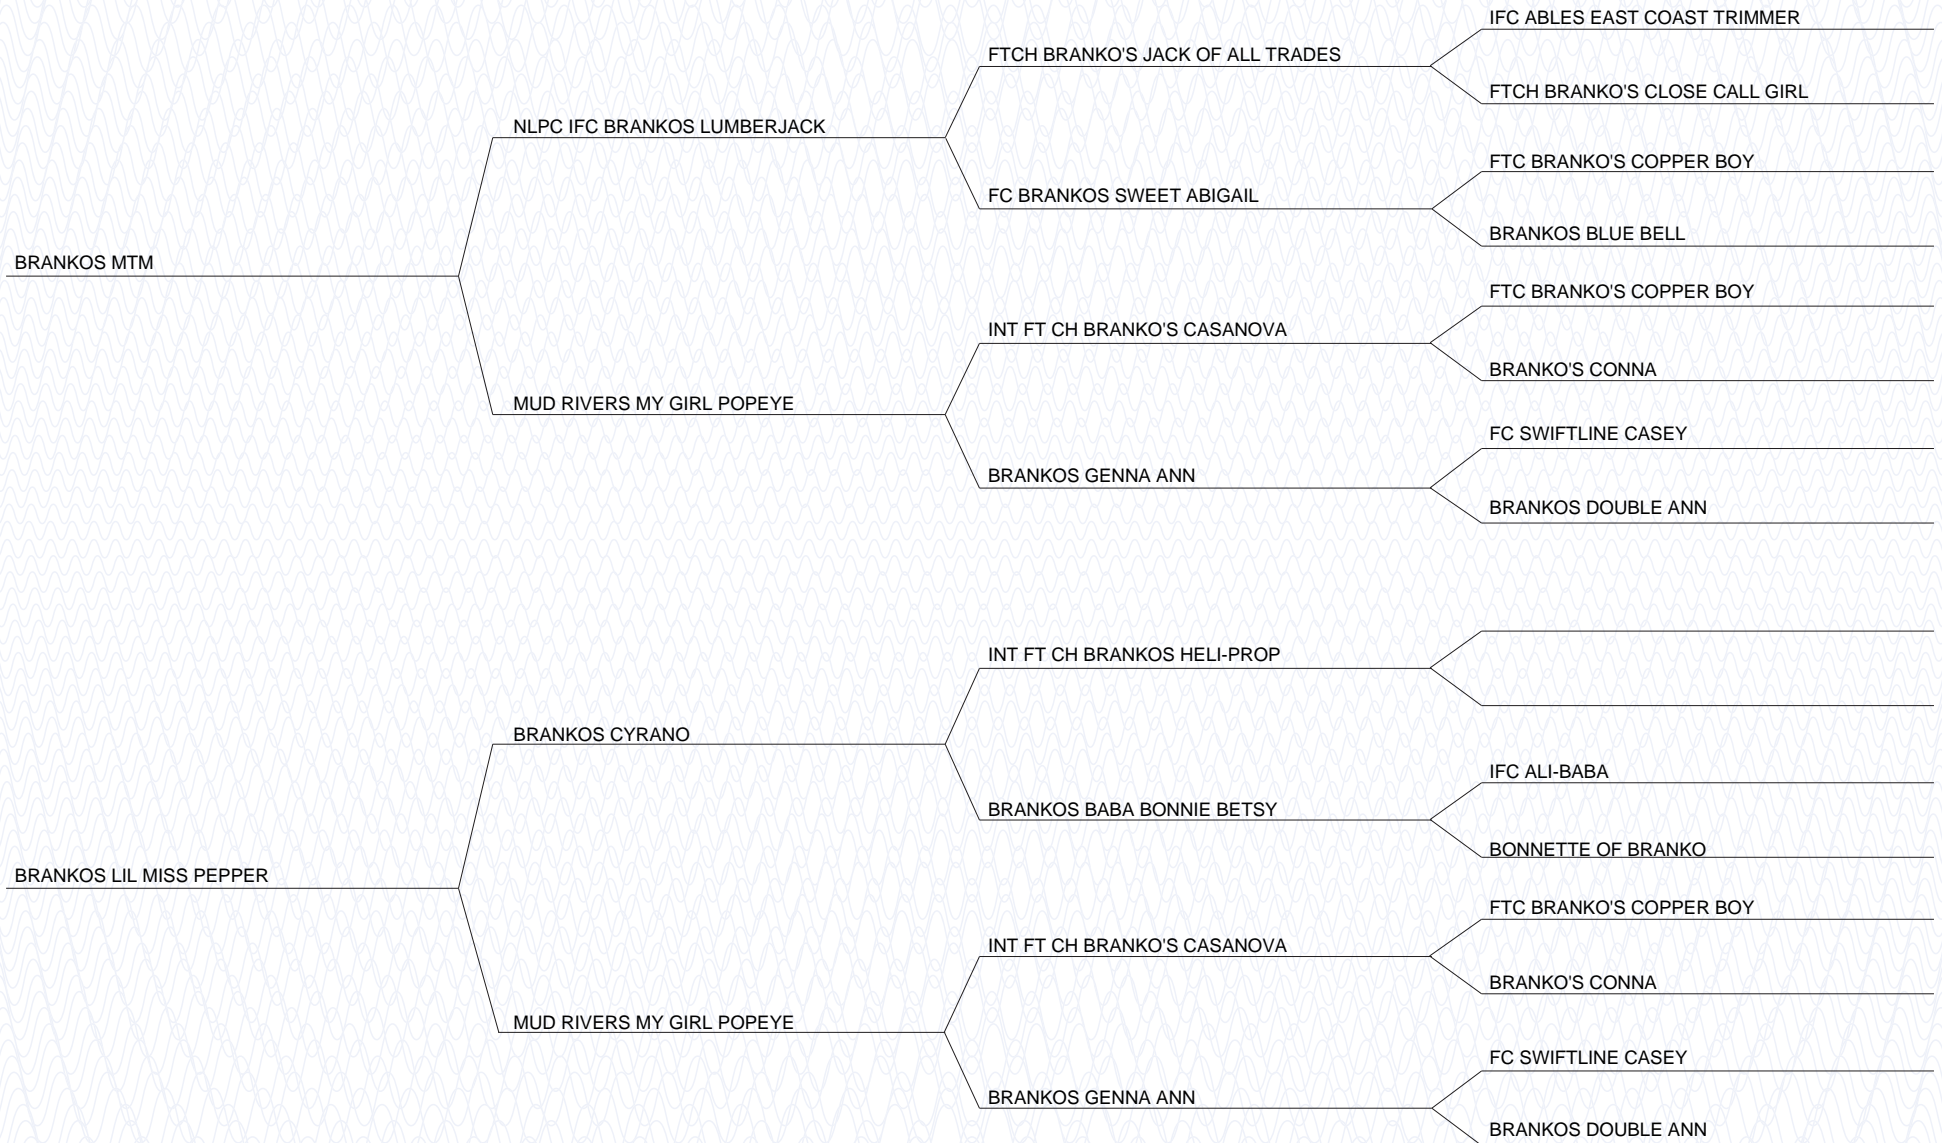 IFC ABLES EAST COAST TRIMMER
FTCH BRANKO'S JACK OF ALL TRADES
FTCH BRANKO'S CLOSE CALL GIRL
NLPC IFC BRANKOS LUMBERJACK
FTC BRANKO'S COPPER BOY
FC BRANKOS SWEET ABIGAIL
BRANKOS BLUE BELL
BRANKOS MTM
FTC BRANKO'S COPPER BOY
INT FT CH BRANKO'S CASANOVA
BRANKO'S CONNA
MUD RIVERS MY GIRL POPEYE
FC SWIFTLINE CASEY
BRANKOS GENNA ANN
BRANKOS DOUBLE ANN
INT FT CH BRANKOS HELI-PROP
BRANKOS CYRANO
IFC ALI-BABA
BRANKOS BABA BONNIE BETSY
BONNETTE OF BRANKO
BRANKOS LIL MISS PEPPER
FTC BRANKO'S COPPER BOY
INT FT CH BRANKO'S CASANOVA
BRANKO'S CONNA
MUD RIVERS MY GIRL POPEYE
FC SWIFTLINE CASEY
BRANKOS GENNA ANN
BRANKOS DOUBLE ANN